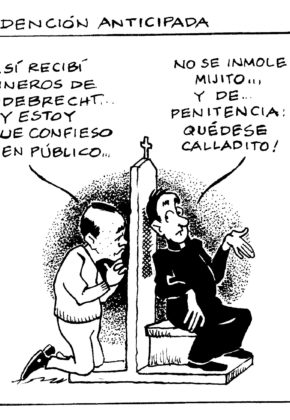 DENCIÓN ANTICIPADA
SÍ RECIBÍ
INEROS DE
DEBRECHT...
Y ESTOY
UE CONFIESO
EN PÚBLICO...
NO SE INMOLE
MIJITO...
Y DE...
PENITENCIA:
QUÉDESE
CALLADITO!